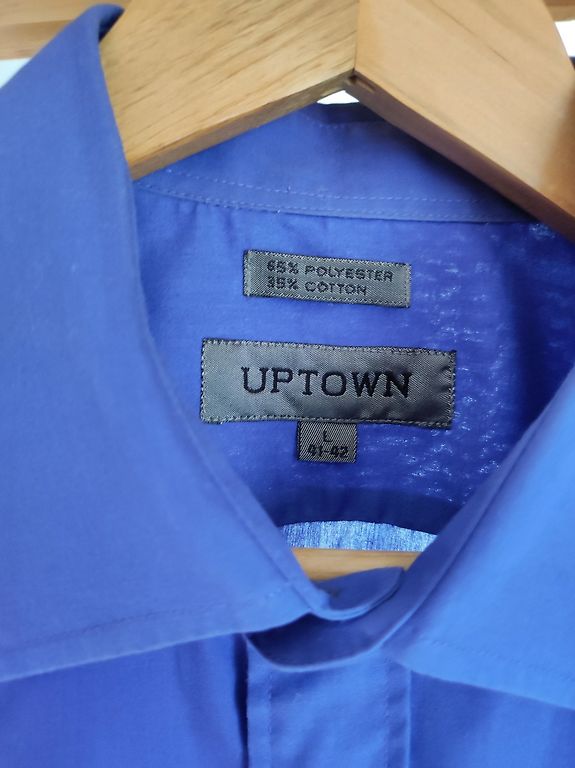 65% POLYESTER
35% COTTON
UPTOWN
L
41-42